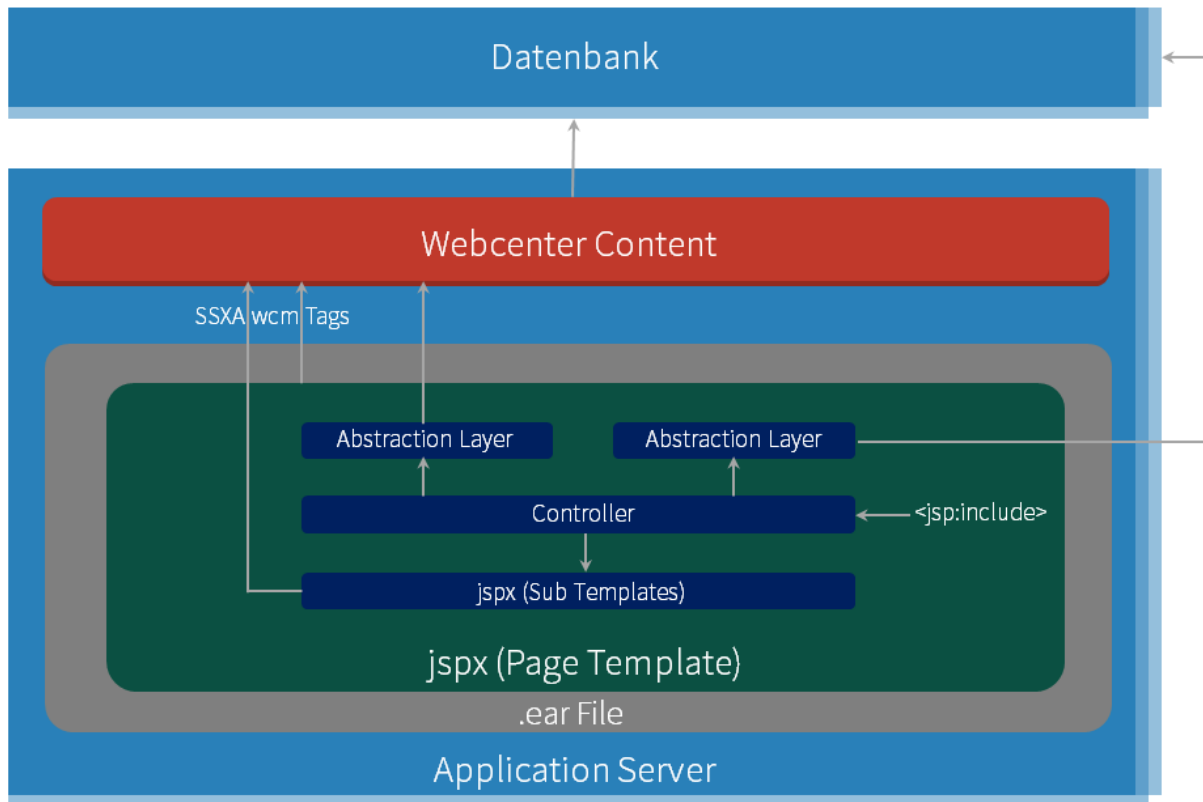 Datenbank
Webcenter Content
SSXA wcm Tags
Abstraction Layer
Abstraction Layer
Controller
<jsp:include>
jspx (Sub Templates)
jspx (Page Template)
.ear File
Application Server